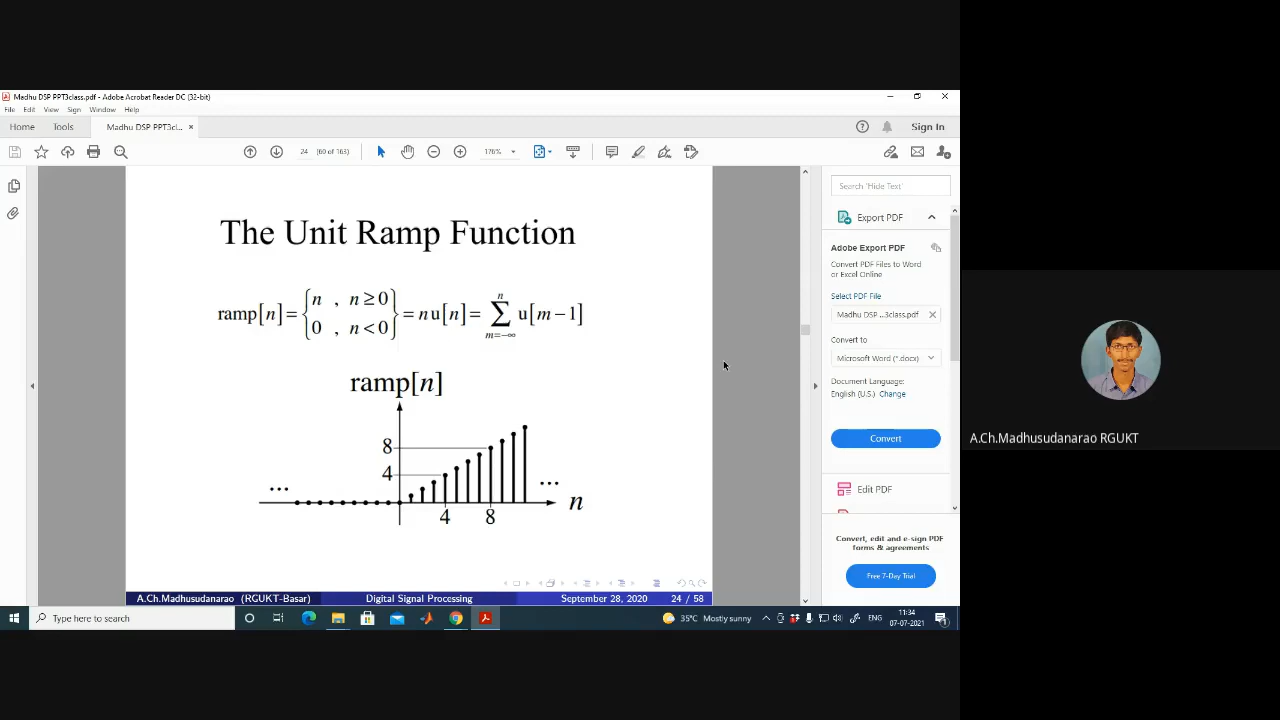 Madhu DSP PPT3class.pdf - Adobe Acrobat Reader DC (32-bit)
File Edit View Sign Window Help
Home Tools Madhu DSP PPT3cl... × Sign In
24 (60 of 163) 176%
The Unit Ramp Function
ramp[n] = { n , n ≥ 0
0 , n < 0 } = n u[n] = ∑ₘ₌₋∞ⁿ u[m−1]
ramp[n]
8
4
... ...
4 8 n
A.Ch.Madhusudanarao (RGUKT-Basar) Digital Signal Processing September 28, 2020 24 / 58
Search 'Hide Text'
Export PDF
Adobe Export PDF
Convert PDF Files to Word
or Excel Online
Select PDF File
Madhu DSP ...3class.pdf ×
Convert to
Microsoft Word (*.docx)
Document Language:
English (U.S.) Change
Convert
Edit PDF
Convert, edit and e-sign PDF
forms & agreements
Free 7-Day Trial
Type here to search
35°C Mostly sunny ENG 11:34
07-07-2021
A.Ch.Madhusudanarao RGUKT